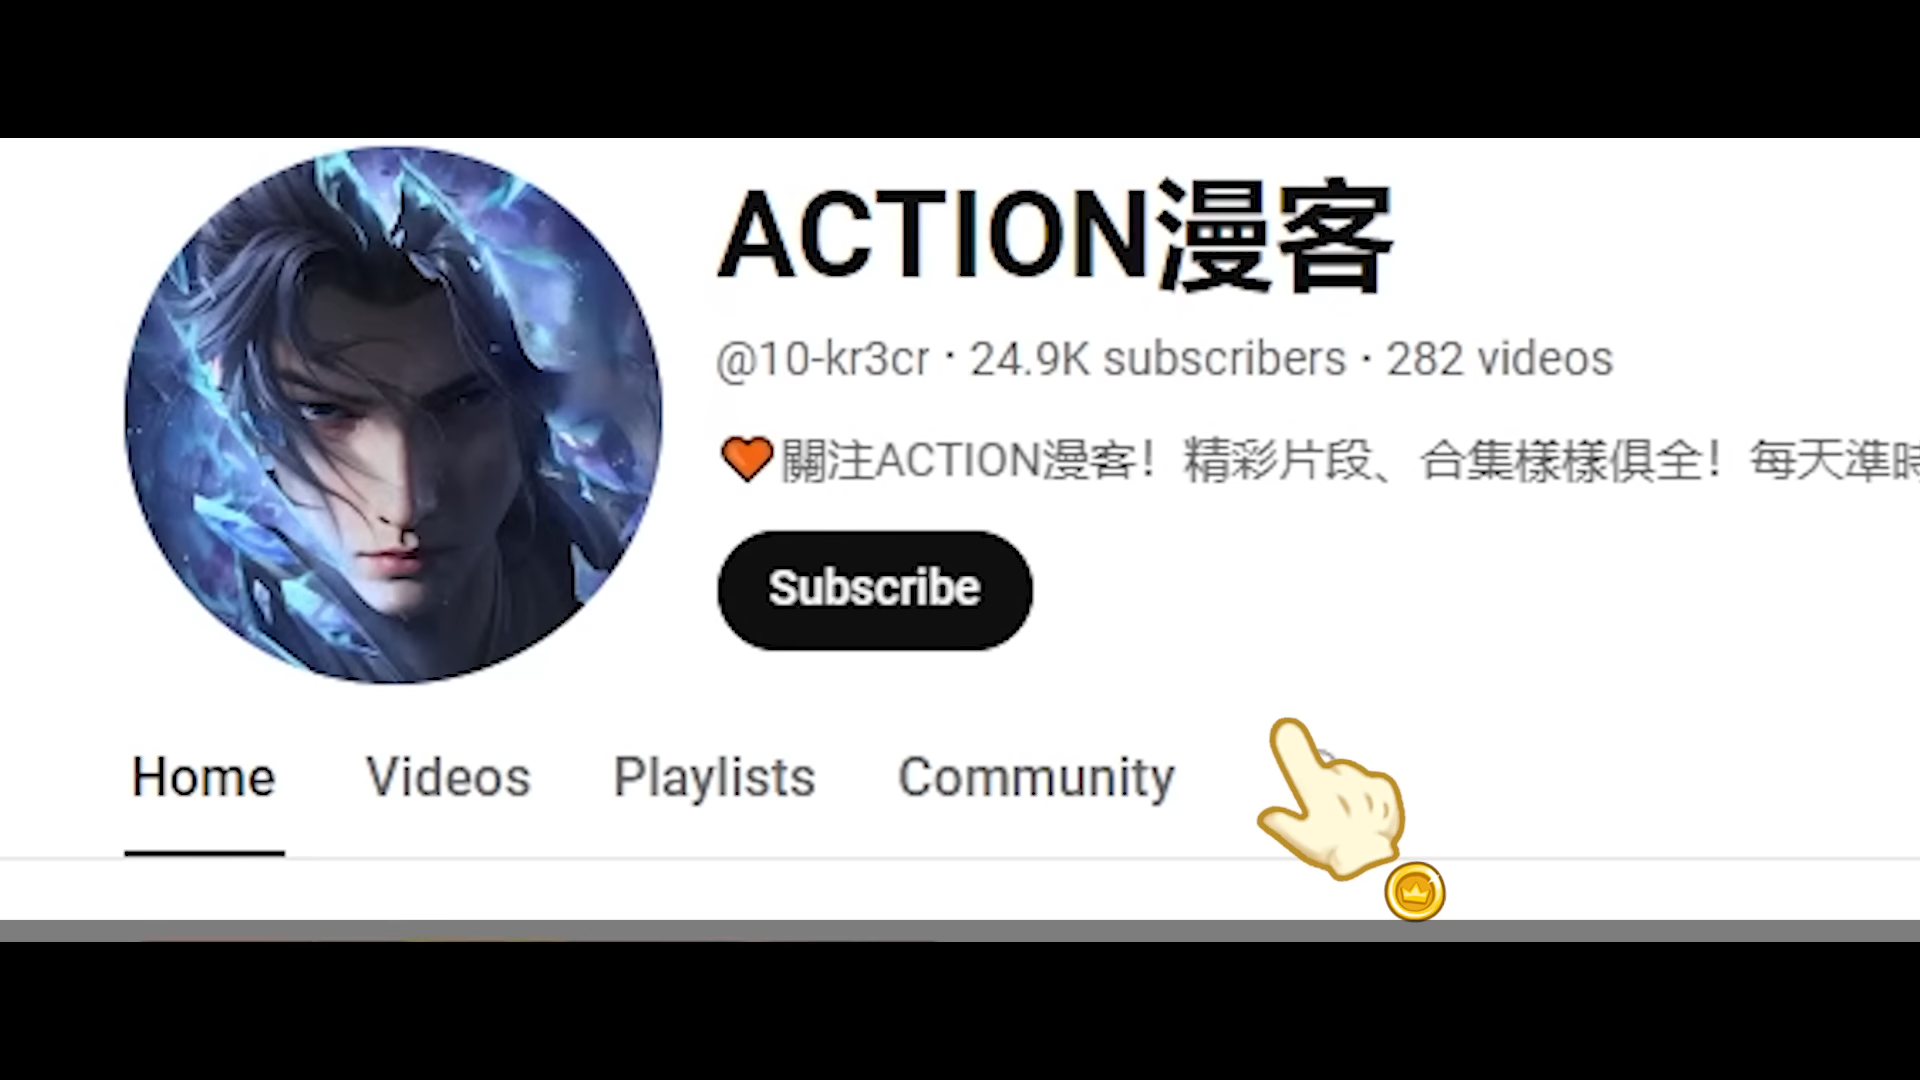 ACTION漫客
@10-kr3cr · 24.9K subscribers · 282 videos
🧡關注ACTION漫客！精彩片段、合集樣樣俱全！每天準時
Subscribe
Home Videos Playlists Community